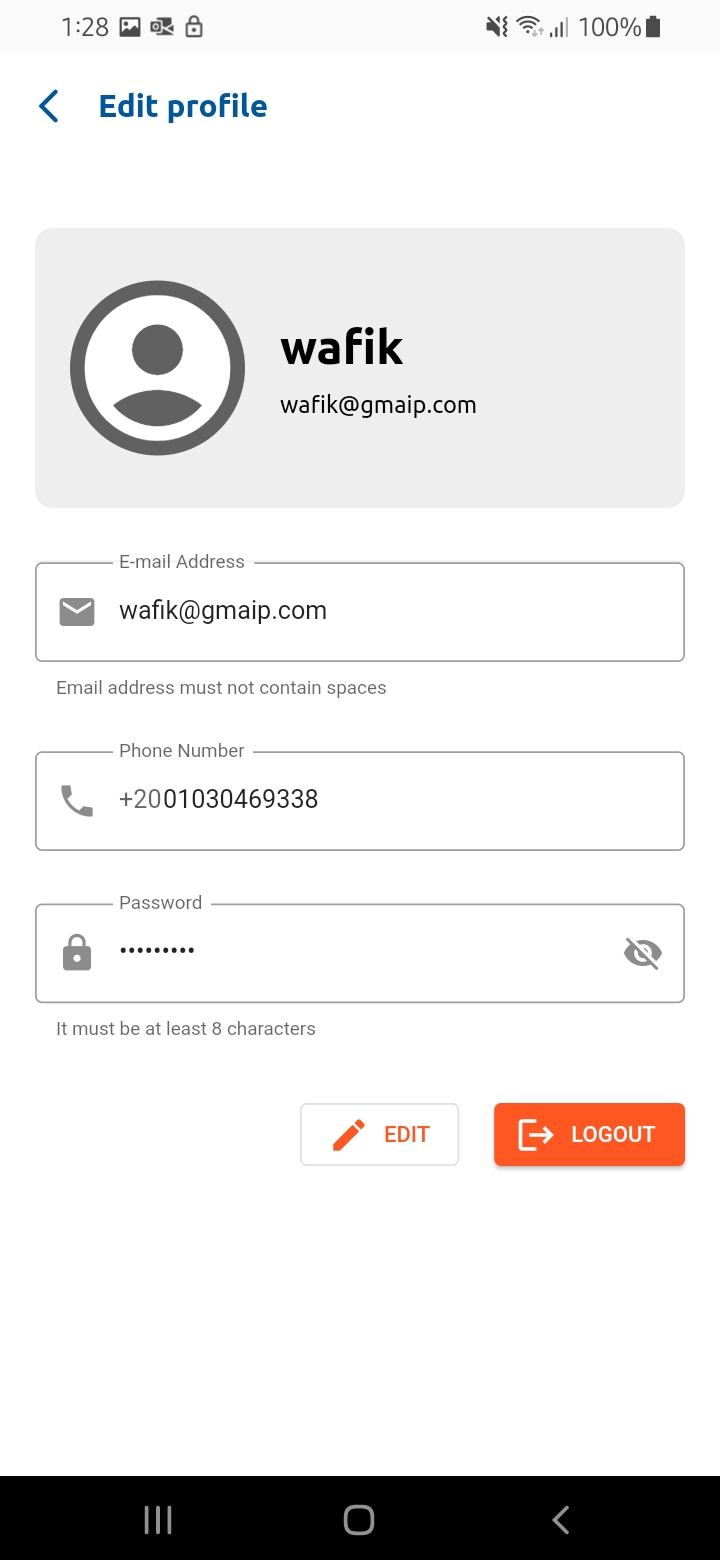 1:28 100%
Edit profile
wafik
wafik@gmaip.com
E-mail Address
wafik@gmaip.com
Email address must not contain spaces
Phone Number
+2001030469338
Password
•••••••••
It must be at least 8 characters
EDIT LOGOUT